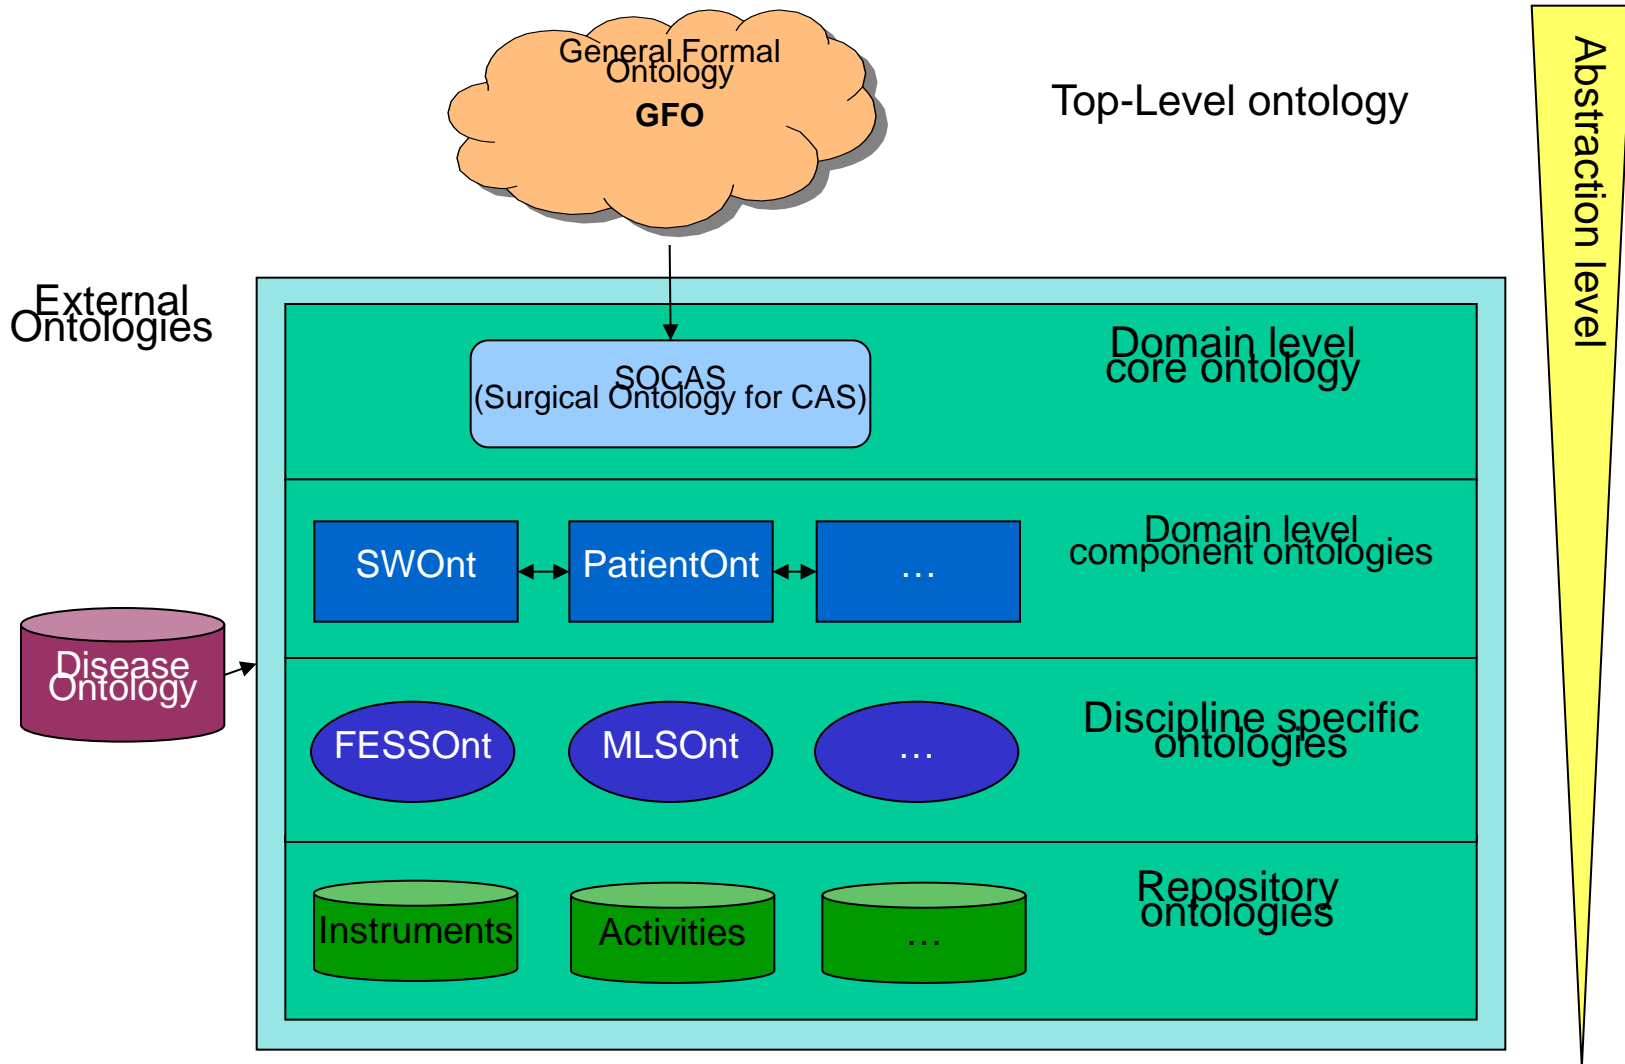 General Formal
Ontology
GFO
Top-Level ontology
Abstraction level
External
Ontologies
Domain level
core ontology
SOCAS
(Surgical Ontology for CAS)
Domain level
component ontologies
SWOnt
PatientOnt
…
Disease
Ontology
Discipline specific
ontologies
FESSOnt
MLSOnt
…
Repository
ontologies
Instruments
Activities
…